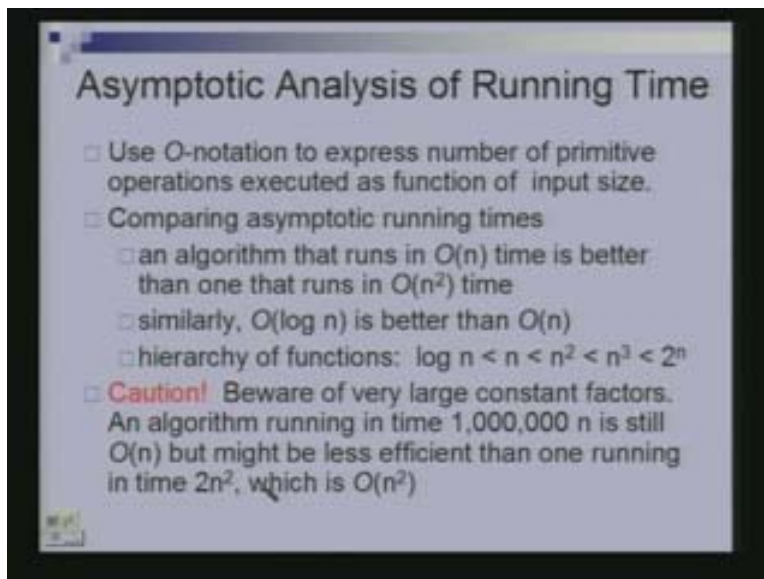 Asymptotic Analysis of Running Time
Use O-notation to express number of primitive
operations executed as function of input size.
Comparing asymptotic running times
an algorithm that runs in O(n) time is better
than one that runs in O(n²) time
similarly, O(log n) is better than O(n)
hierarchy of functions: log n < n < n² < n³ < 2ⁿ
Caution! Beware of very large constant factors.
An algorithm running in time 1,000,000 n is still
O(n) but might be less efficient than one running
in time 2n², which is O(n²)